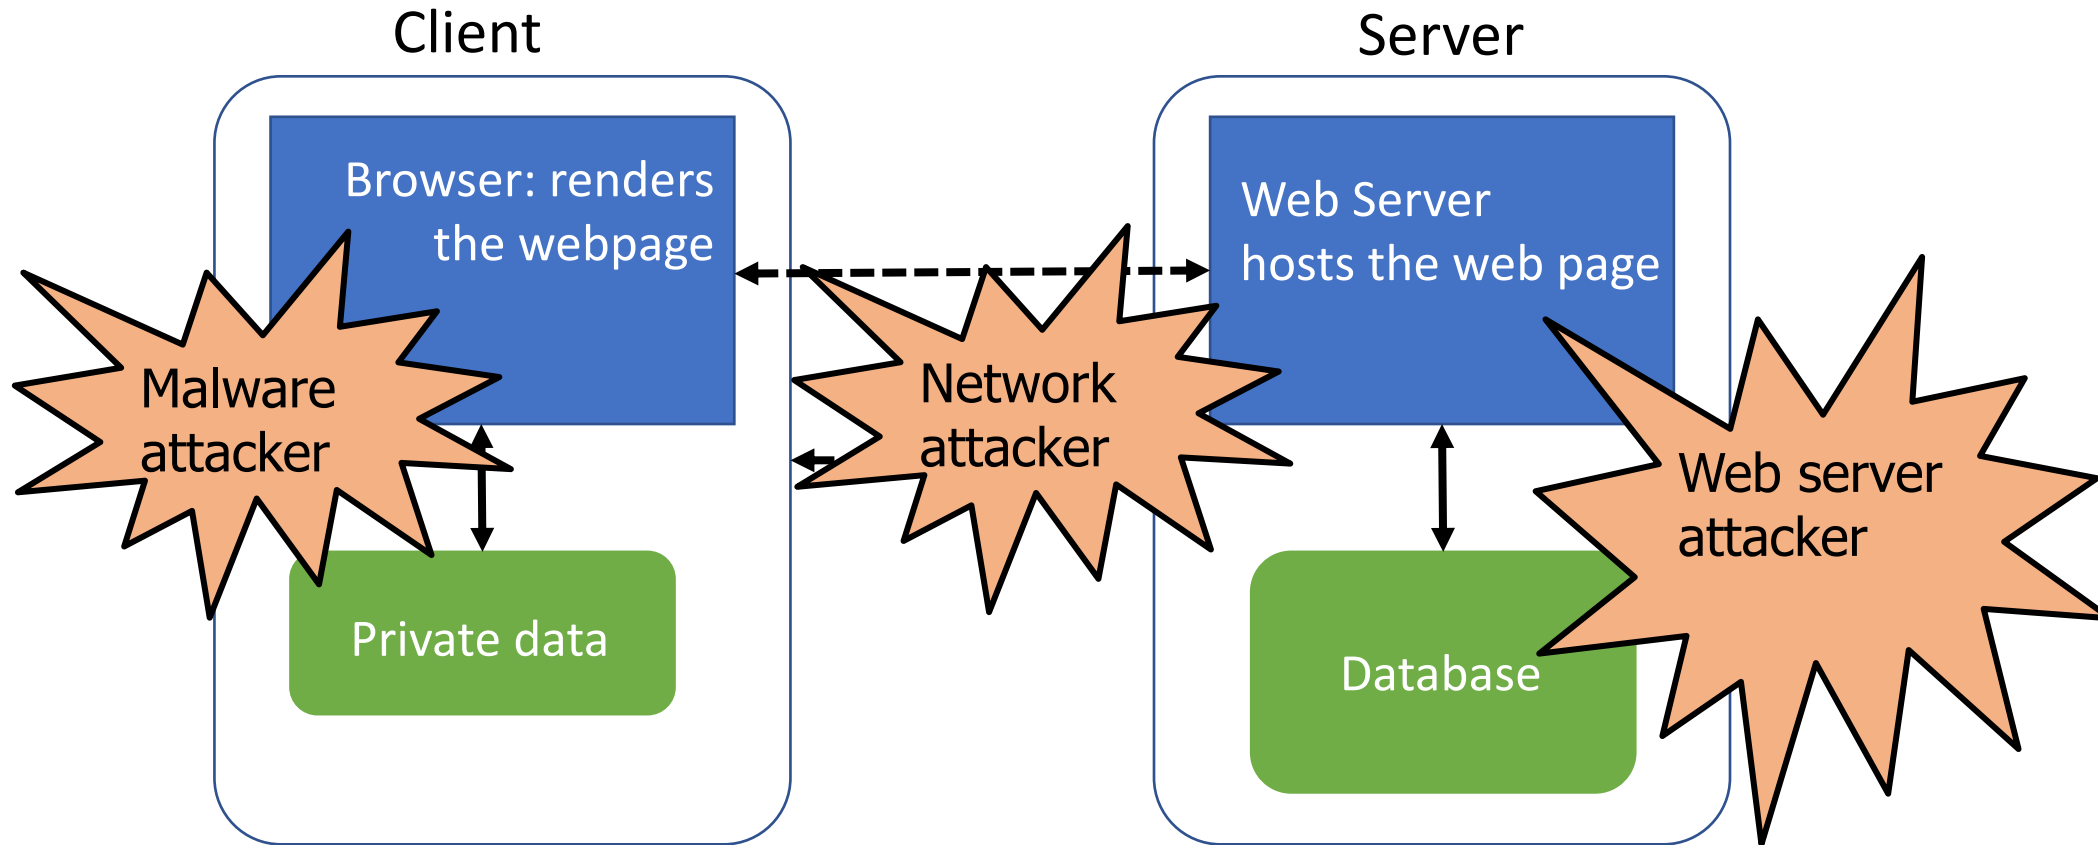 Client
Server
Browser: renders
the webpage
Web Server
hosts the web page
Malware
attacker
Network
attacker
Web server
attacker
Private data
Database